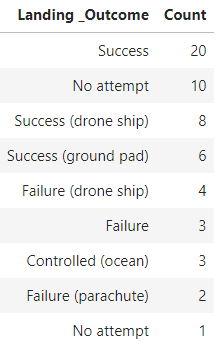 Landing _Outcome Count
Success 20
No attempt 10
Success (drone ship) 8
Success (ground pad) 6
Failure (drone ship) 4
Failure 3
Controlled (ocean) 3
Failure (parachute) 2
No attempt 1